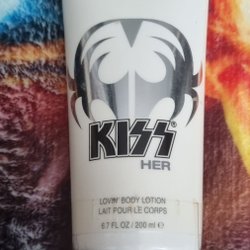 KISS®
HER
LOVIN' BODY LOTION
LAIT POUR LE CORPS
6.7 FL OZ / 200 ml ℮